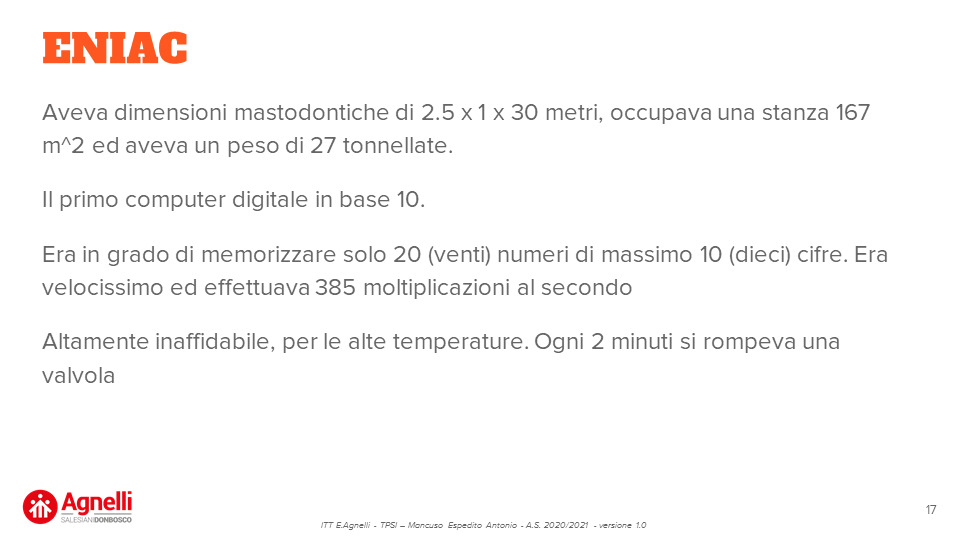 ENIAC
Aveva dimensioni mastodontiche di 2.5 x 1 x 30 metri, occupava una stanza 167
m^2 ed aveva un peso di 27 tonnellate.
Il primo computer digitale in base 10.
Era in grado di memorizzare solo 20 (venti) numeri di massimo 10 (dieci) cifre. Era
velocissimo ed effettuava 385 moltiplicazioni al secondo
Altamente inaffidabile, per le alte temperature. Ogni 2 minuti si rompeva una
valvola
Agnelli
SALESIANI DONBOSCO
ITT E.Agnelli - TPSI – Mancuso Espedito Antonio - A.S. 2020/2021 - versione 1.0
17